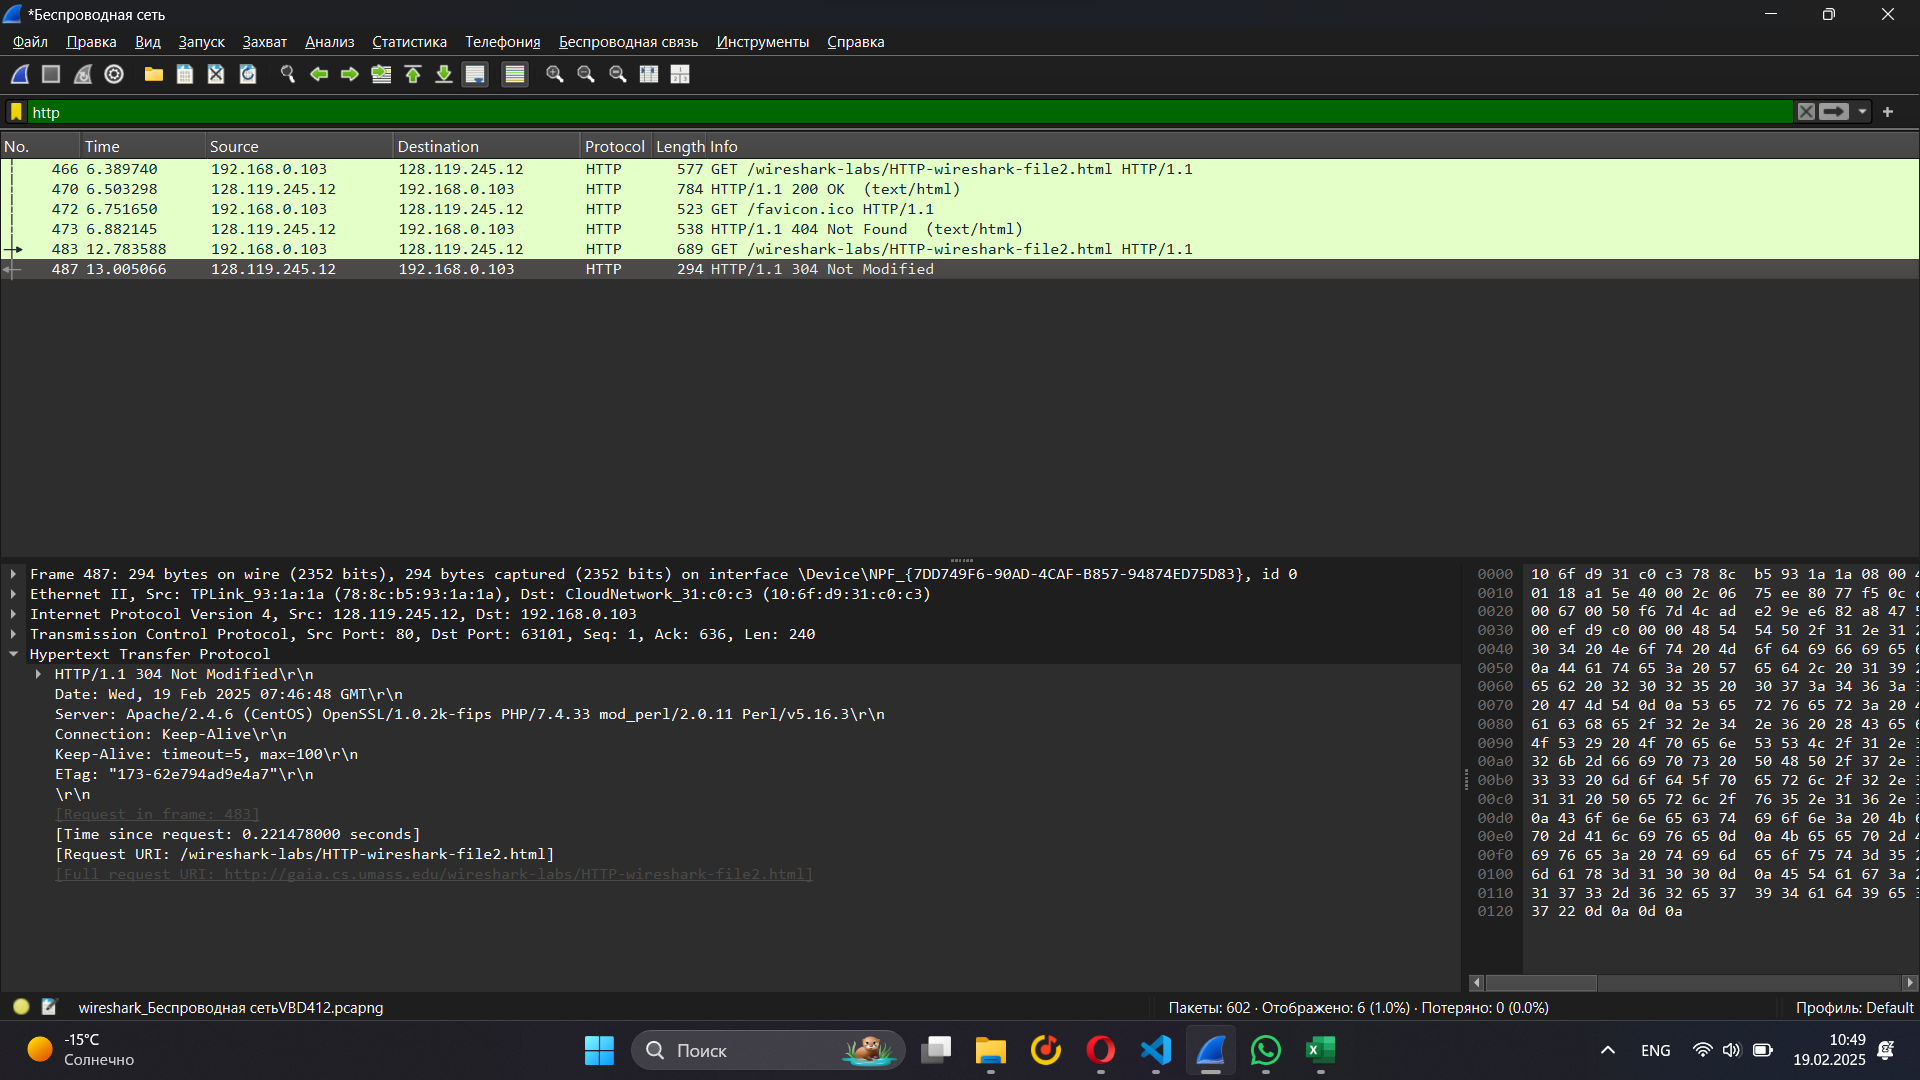 *Беспроводная сеть
Файл Правка Вид Запуск Захват Анализ Статистика Телефония Беспроводная связь Инструменты Справка
http
No. Time Source Destination Protocol Length Info
466 6.389740 192.168.0.103 128.119.245.12 HTTP 577 GET /wireshark-labs/HTTP-wireshark-file2.html HTTP/1.1
470 6.503298 128.119.245.12 192.168.0.103 HTTP 784 HTTP/1.1 200 OK (text/html)
472 6.751650 192.168.0.103 128.119.245.12 HTTP 523 GET /favicon.ico HTTP/1.1
473 6.882145 128.119.245.12 192.168.0.103 HTTP 538 HTTP/1.1 404 Not Found (text/html)
483 12.783588 192.168.0.103 128.119.245.12 HTTP 689 GET /wireshark-labs/HTTP-wireshark-file2.html HTTP/1.1
487 13.005066 128.119.245.12 192.168.0.103 HTTP 294 HTTP/1.1 304 Not Modified
Frame 487: 294 bytes on wire (2352 bits), 294 bytes captured (2352 bits) on interface \Device\NPF_{7DD749F6-90AD-4CAF-B857-94874ED75D83}, id 0
Ethernet II, Src: TPLink_93:1a:1a (78:8c:b5:93:1a:1a), Dst: CloudNetwork_31:c0:c3 (10:6f:d9:31:c0:c3)
Internet Protocol Version 4, Src: 128.119.245.12, Dst: 192.168.0.103
Transmission Control Protocol, Src Port: 80, Dst Port: 63101, Seq: 1, Ack: 636, Len: 240
Hypertext Transfer Protocol
HTTP/1.1 304 Not Modified\r\n
Date: Wed, 19 Feb 2025 07:46:48 GMT\r\n
Server: Apache/2.4.6 (CentOS) OpenSSL/1.0.2k-fips PHP/7.4.33 mod_perl/2.0.11 Perl/v5.16.3\r\n
Connection: Keep-Alive\r\n
Keep-Alive: timeout=5, max=100\r\n
ETag: "173-62e794ad9e4a7"\r\n
\r\n
[Request in frame: 483]
[Time since request: 0.221478000 seconds]
[Request URI: /wireshark-labs/HTTP-wireshark-file2.html]
[Full request URI: http://gaia.cs.umass.edu/wireshark-labs/HTTP-wireshark-file2.html]
0000 10 6f d9 31 c0 c3 78 8c b5 93 1a 1a 08 00
0010 01 18 a1 5e 40 00 2c 06 75 ee 80 77 f5 0c
0020 00 67 00 50 f6 7d 4c ad e2 9e e6 82 a8 47
0030 00 ef d9 c0 00 00 48 54 54 50 2f 31 2e 31
0040 30 34 20 4e 6f 74 20 4d 6f 64 69 66 69 65
0050 0a 44 61 74 65 3a 20 57 65 64 2c 20 31 39
0060 65 62 20 32 30 32 35 20 30 37 3a 34 36 3a
0070 20 47 4d 54 0d 0a 53 65 72 76 65 72 3a 20
0080 61 63 68 65 2f 32 2e 34 2e 36 20 28 43 65
0090 4f 53 29 20 4f 70 65 6e 53 53 4c 2f 31 2e
00a0 32 6b 2d 66 69 70 73 20 50 48 50 2f 37 2e
00b0 33 33 20 6d 6f 64 5f 70 65 72 6c 2f 32 2e
00c0 31 31 20 50 65 72 6c 2f 76 35 2e 31 36 2e
00d0 0a 43 6f 6e 6e 65 63 74 69 6f 6e 3a 20 4b
00e0 70 2d 41 6c 69 76 65 0d 0a 4b 65 65 70 2d
00f0 69 76 65 3a 20 74 69 6d 65 6f 75 74 3d 35
0100 6d 61 78 3d 31 30 30 0d 0a 45 54 61 67 3a
0110 31 37 33 2d 36 32 65 37 39 34 61 64 39 65
0120 37 22 0d 0a 0d 0a
wireshark_Беспроводная сетьVBD412.pcapng
Пакеты: 602 · Отображено: 6 (1.0%) · Потеряно: 0 (0.0%)
Профиль: Default
-15°C
Солнечно
Поиск
ENG
10:49
19.02.2025